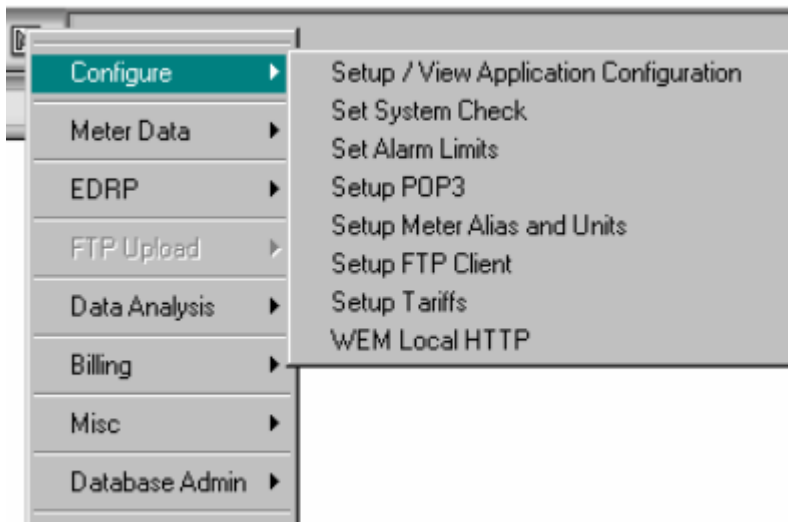 Configure
Meter Data
EDRP
FTP Upload
Data Analysis
Billing
Misc
Database Admin
Setup / View Application Configuration
Set System Check
Set Alarm Limits
Setup POP3
Setup Meter Alias and Units
Setup FTP Client
Setup Tariffs
WEM Local HTTP